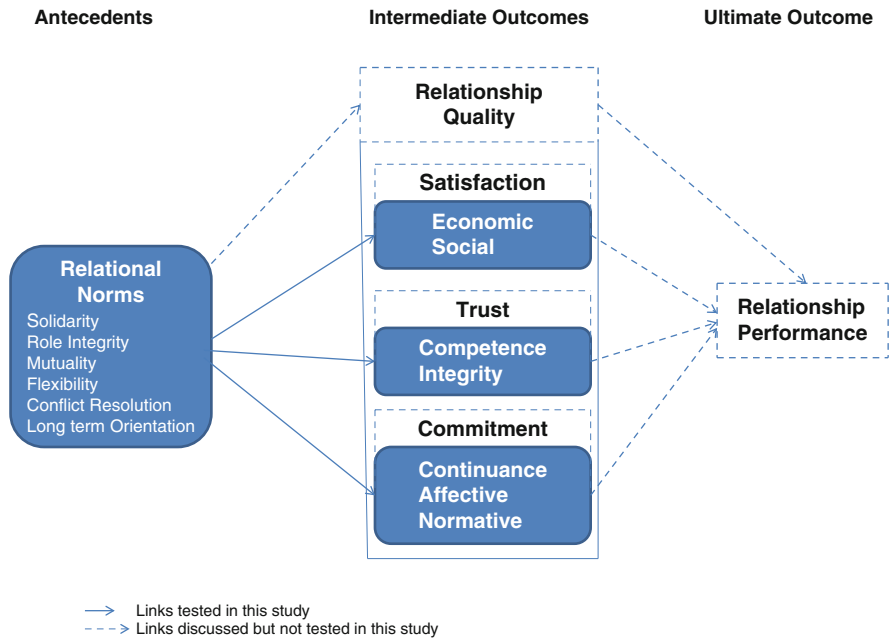 Antecedents
Intermediate Outcomes
Ultimate Outcome
Relationship
Quality
Satisfaction
Economic
Social
Relational
Norms
Solidarity
Role Integrity
Mutuality
Flexibility
Conflict Resolution
Long term Orientation
Trust
Competence
Integrity
Commitment
Continuance
Affective
Normative
Relationship
Performance
Links tested in this study
Links discussed but not tested in this study